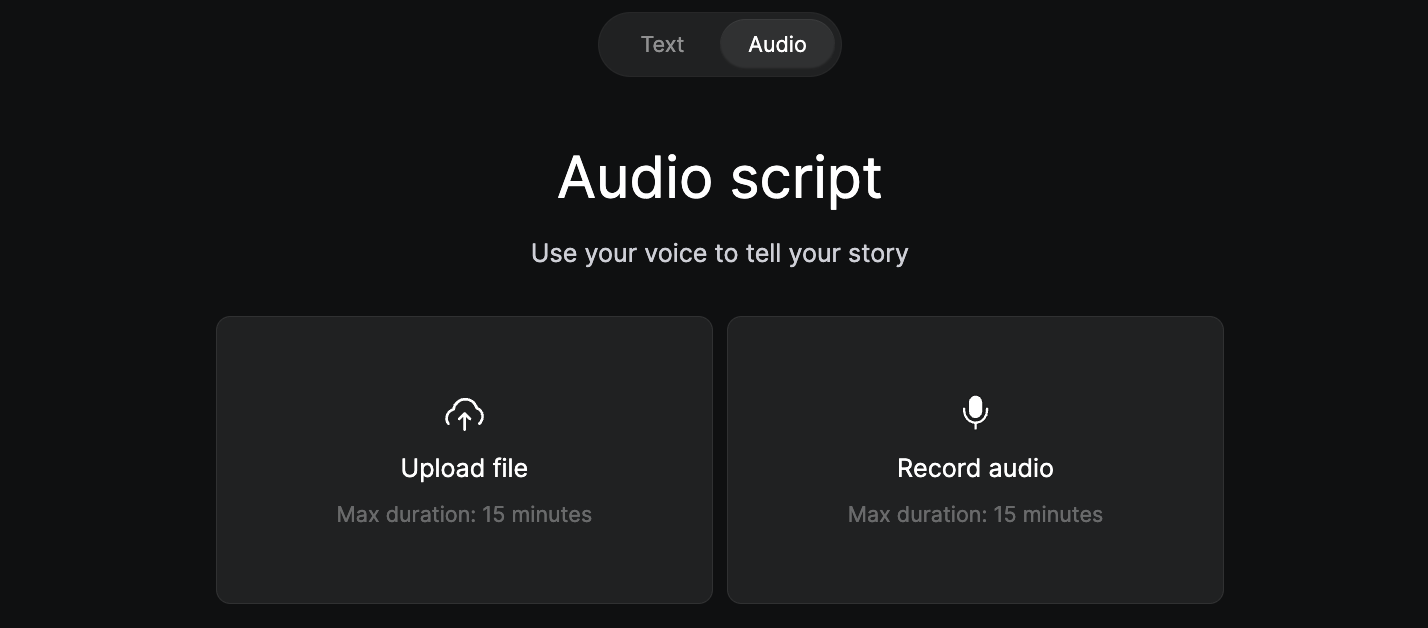 Text
Audio
Audio script
Use your voice to tell your story
Upload file
Max duration: 15 minutes
Record audio
Max duration: 15 minutes